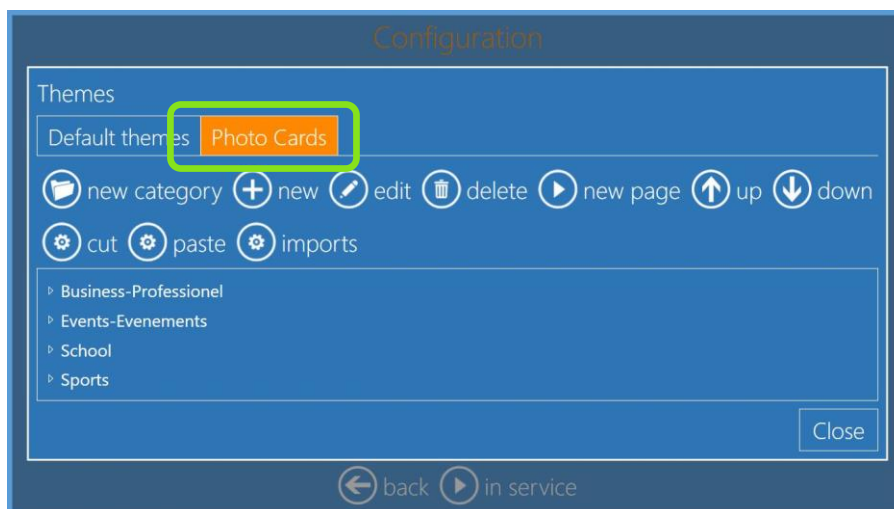 Configuration
Themes
Default themes Photo Cards
new category new edit delete new page up down
cut paste imports
Business-Professionel
Events-Evenements
School
Sports
Close
back in service